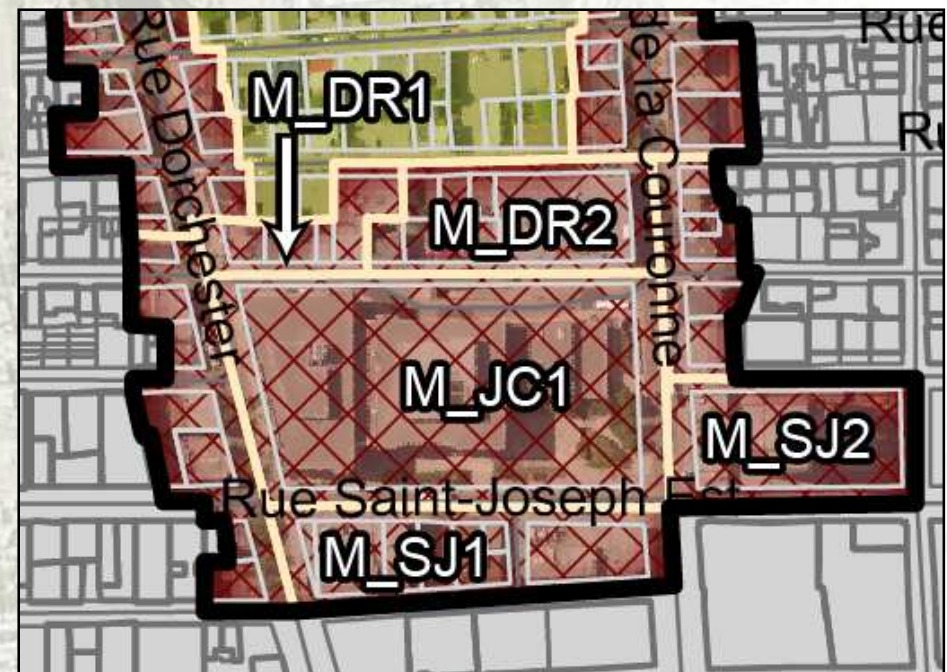 Rue
Rue Dorchester
de la Couronne
M_DR1
M_DR2
M_JC1
M_SJ2
Rue Saint-Joseph Est
M_SJ1